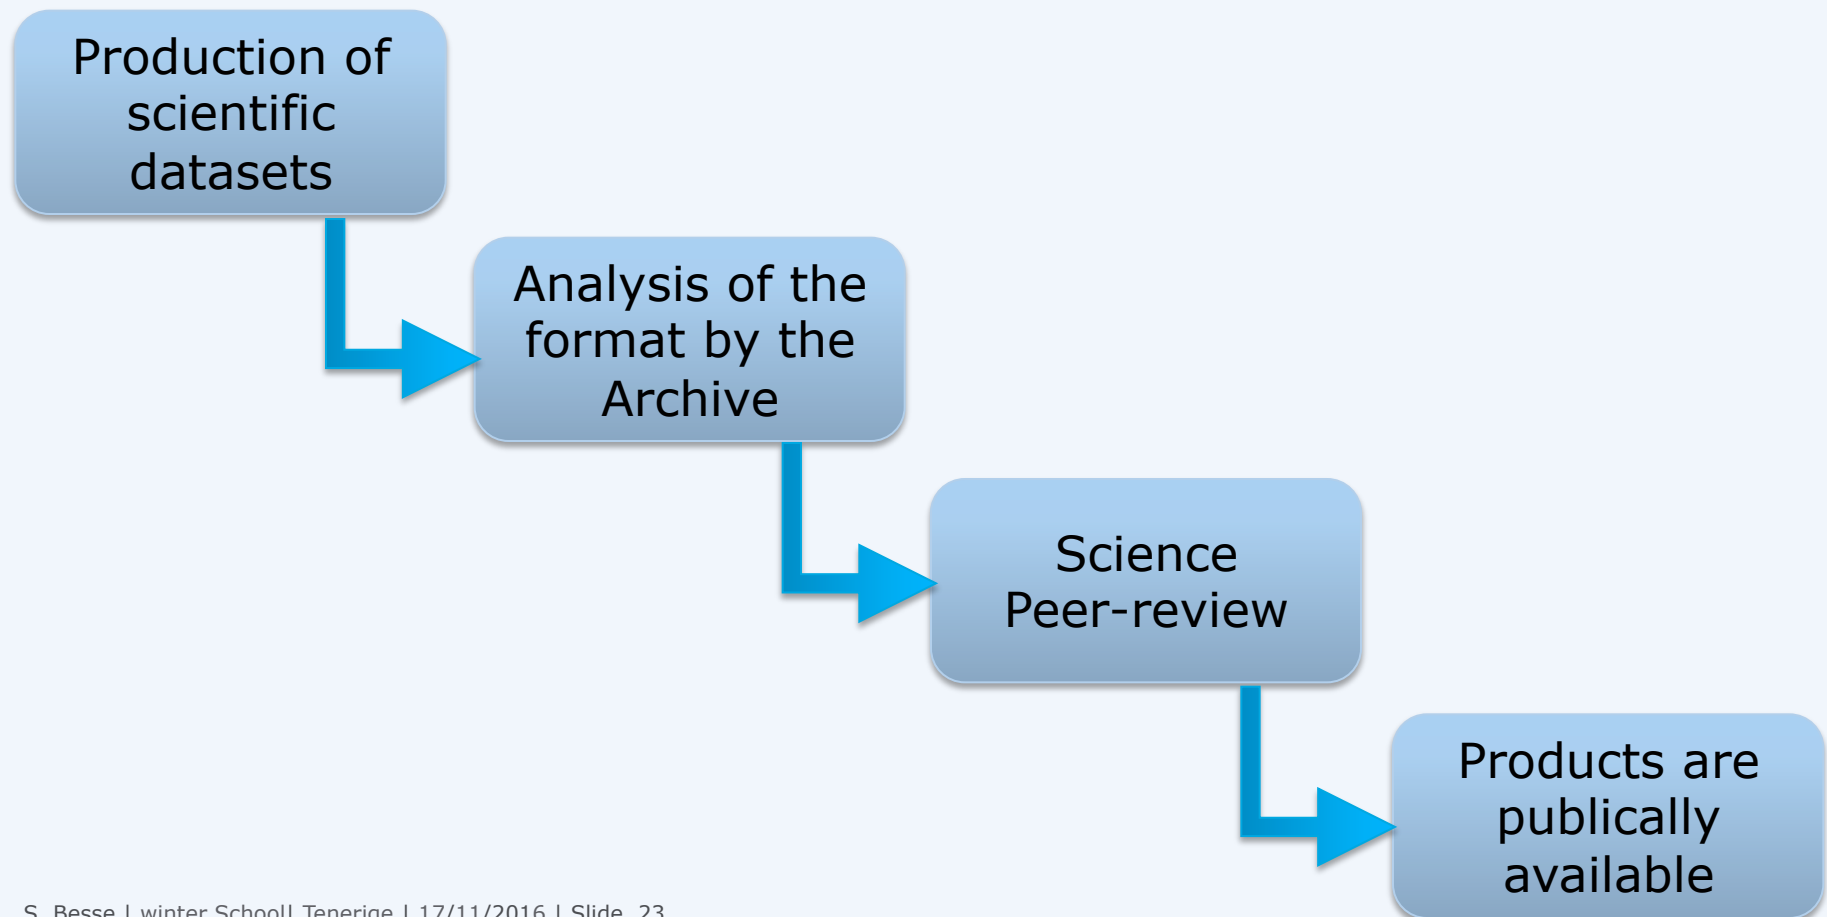 Production of
scientific
datasets
Analysis of the
format by the
Archive
Science
Peer-review
Products are
publically
available
S. Besse | winter School| Tenerige | 17/11/2016 | Slide 23